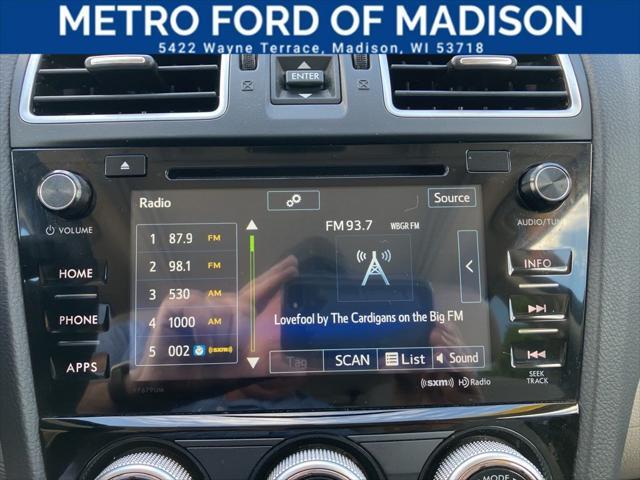 METRO FORD OF MADISON
5422 Wayne Terrace, Madison, WI 53718
ENTER
VOLUME
AUDIO/TUNE
Radio
Source
1 87.9 FM
2 98.1 FM
3 530 AM
4 1000 AM
5 002 ((sxm))
FM 93.7 WBGR FM
Lovefool by The Cardigans on the Big FM
Tag SCAN List Sound
HOME
PHONE
APPS
INFO
SEEK
TRACK
((sxm)) HD Radio
MODE